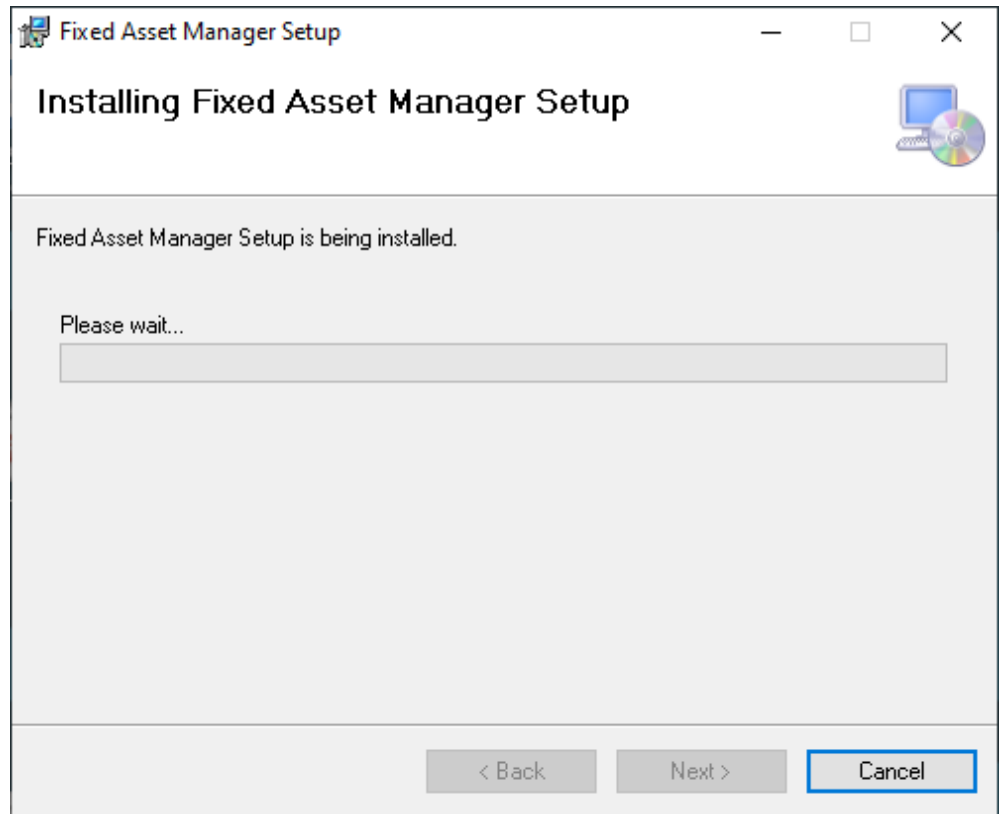 Fixed Asset Manager Setup
Installing Fixed Asset Manager Setup
Fixed Asset Manager Setup is being installed.
Please wait...
< Back
Next >
Cancel